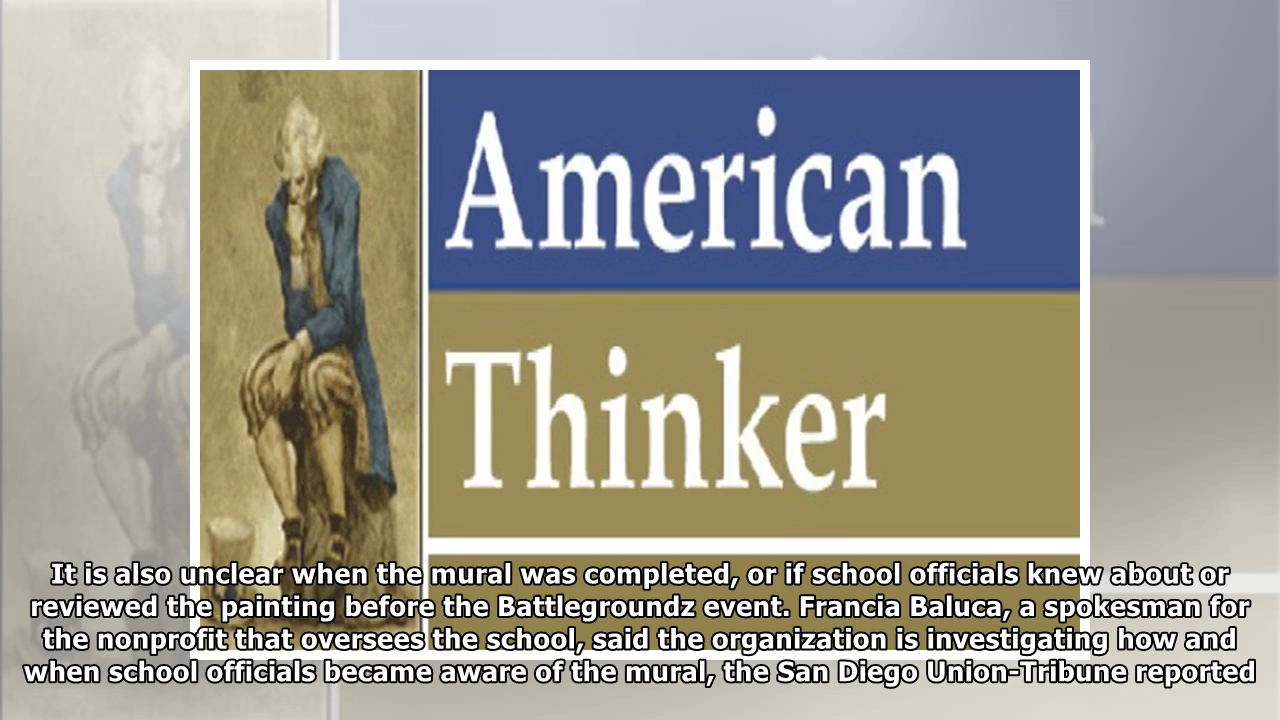 American
Thinker
It is also unclear when the mural was completed, or if school officials knew about or
reviewed the painting before the Battlegroundz event. Francia Baluca, a spokesman for
the nonprofit that oversees the school, said the organization is investigating how and
when school officials became aware of the mural, the San Diego Union-Tribune reported